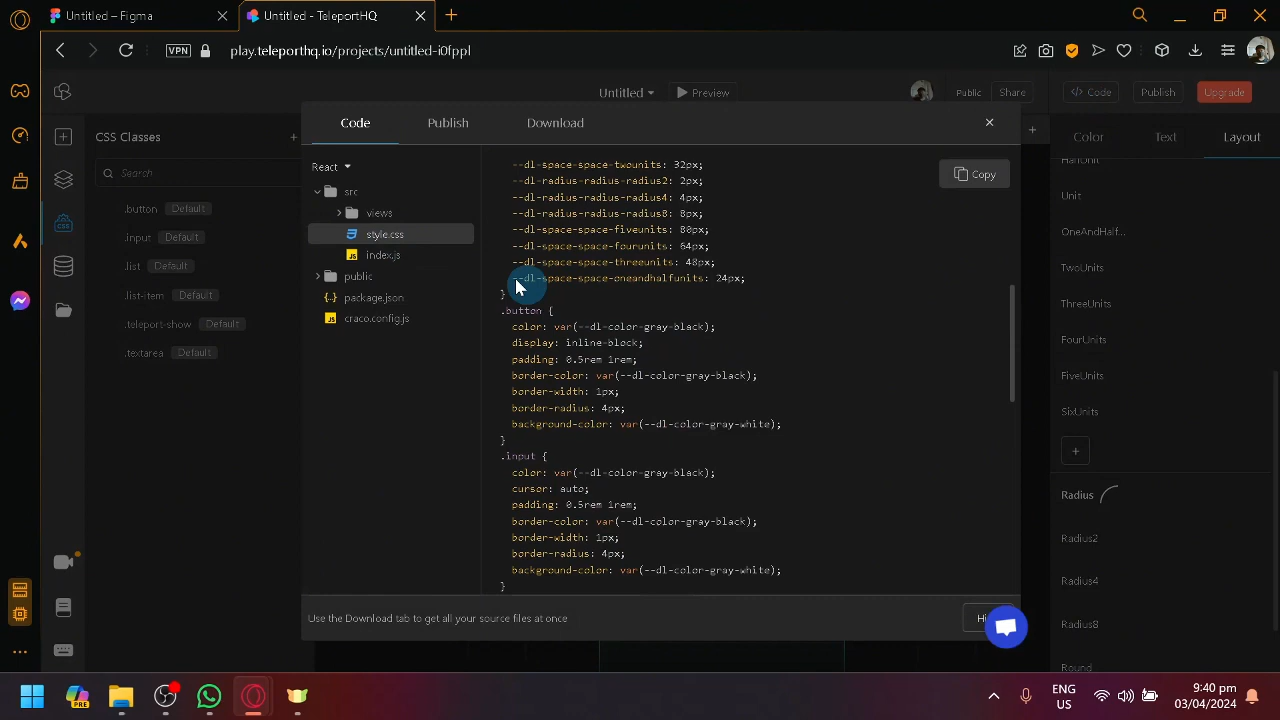 Untitled – Figma
Untitled - TeleportHQ
VPN
play.teleporthq.io/projects/untitled-i0fppl
Untitled
Preview
Public
Share
</> Code
Publish
Upgrade
CSS Classes
Search
.button Default
.input Default
.list Default
.list-item Default
.teleport-show Default
.textarea Default
Code
Publish
Download
React
src
views
style.css
index.js
public
package.json
craco.config.js
Copy
--dl-space-space-twounits: 32px;
--dl-radius-radius-radius2: 2px;
--dl-radius-radius-radius4: 4px;
--dl-radius-radius-radius8: 8px;
--dl-space-space-fiveunits: 80px;
--dl-space-space-fourunits: 64px;
--dl-space-space-threeunits: 48px;
--dl-space-space-oneandhalfunits: 24px;
}
.button {
color: var(--dl-color-gray-black);
display: inline-block;
padding: 0.5rem 1rem;
border-color: var(--dl-color-gray-black);
border-width: 1px;
border-radius: 4px;
background-color: var(--dl-color-gray-white);
}
.input {
color: var(--dl-color-gray-black);
cursor: auto;
padding: 0.5rem 1rem;
border-color: var(--dl-color-gray-black);
border-width: 1px;
border-radius: 4px;
background-color: var(--dl-color-gray-white);
}
Use the Download tab to get all your source files at once
Color
Text
Layout
HalfUnit
Unit
OneAndHalf...
TwoUnits
ThreeUnits
FourUnits
FiveUnits
SixUnits
Radius
Radius2
Radius4
Radius8
Round
PRE
ENG
US
9:40 pm
03/04/2024